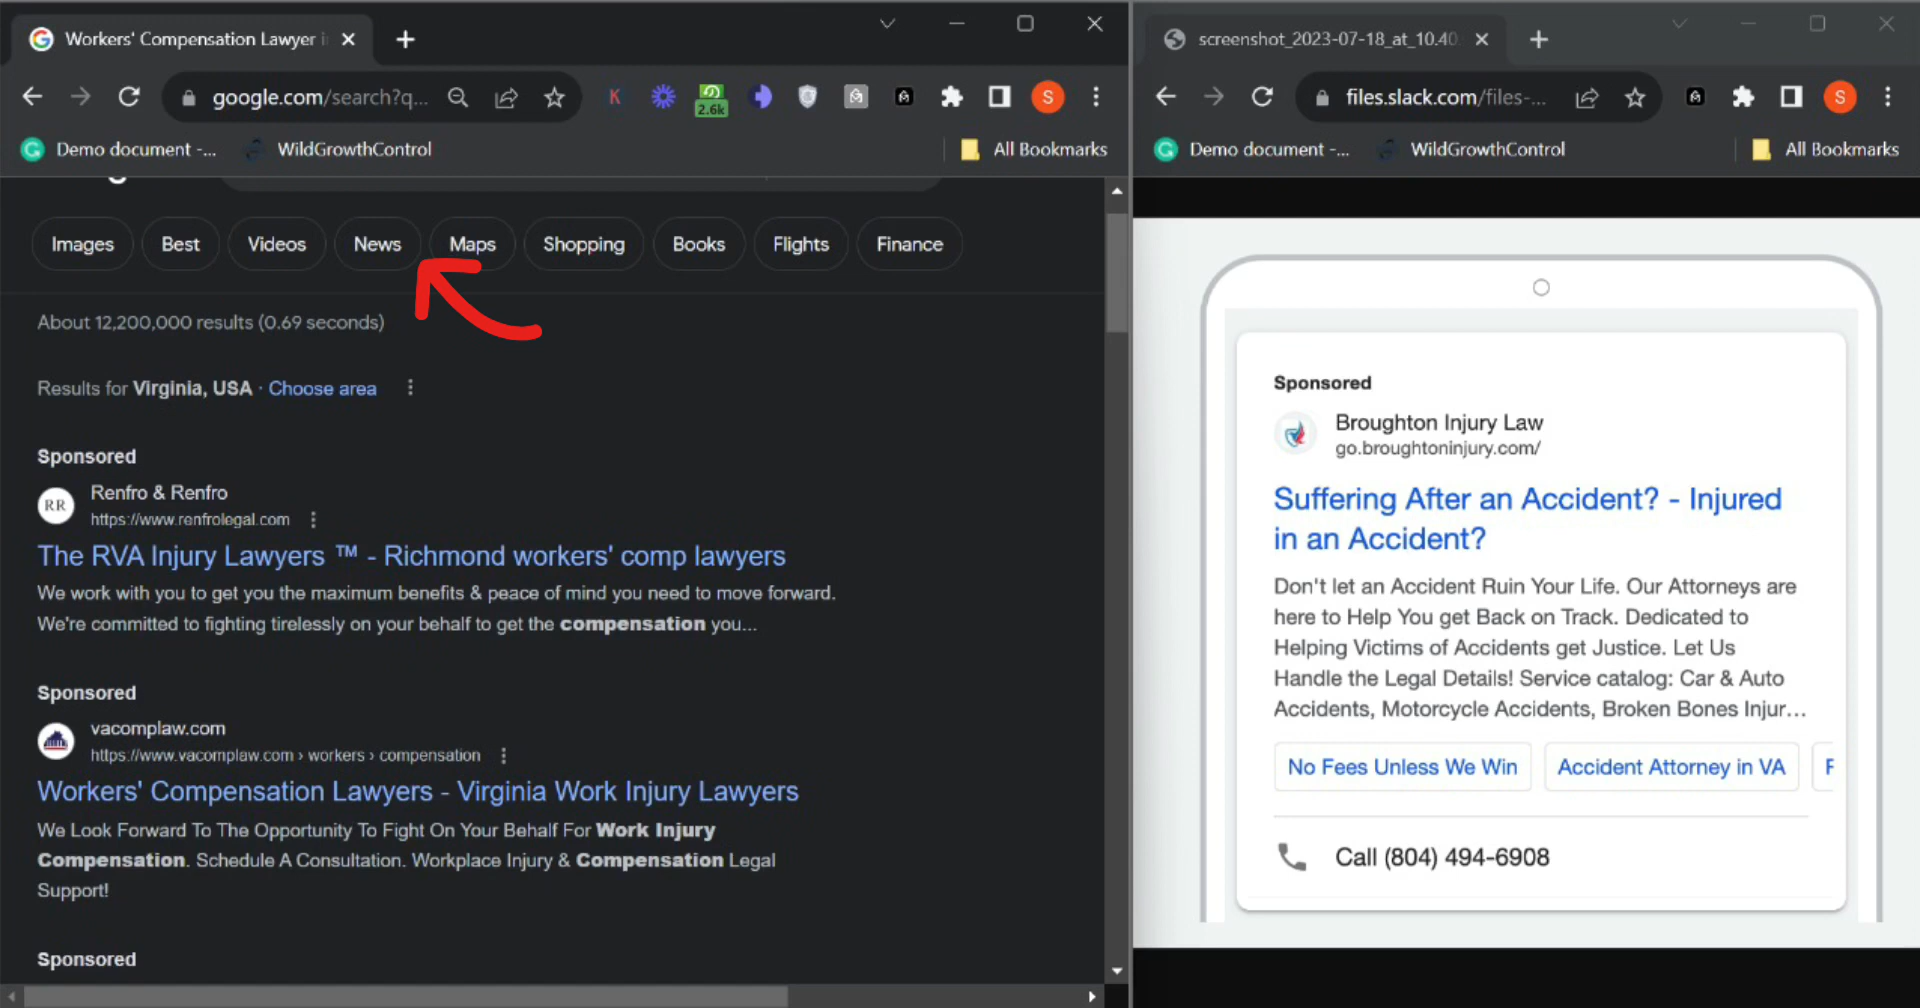 Workers' Compensation Lawyer i
google.com/search?q...
K
2.6k
S
Demo document -...
WildGrowthControl
All Bookmarks
Images
Best
Videos
News
Maps
Shopping
Books
Flights
Finance
About 12,200,000 results (0.69 seconds)
Results for Virginia, USA · Choose area
Sponsored
RR
Renfro & Renfro
https://www.renfrolegal.com
The RVA Injury Lawyers ™ - Richmond workers' comp lawyers
We work with you to get you the maximum benefits & peace of mind you need to move forward.
We're committed to fighting tirelessly on your behalf to get the compensation you...
Sponsored
vacomplaw.com
https://www.vacomplaw.com › workers › compensation
Workers' Compensation Lawyers - Virginia Work Injury Lawyers
We Look Forward To The Opportunity To Fight On Your Behalf For Work Injury
Compensation. Schedule A Consultation. Workplace Injury & Compensation Legal
Support!
Sponsored
screenshot_2023-07-18_at_10.40
files.slack.com/files-...
S
Demo document -...
WildGrowthControl
All Bookmarks
Sponsored
Broughton Injury Law
go.broughtoninjury.com/
Suffering After an Accident? - Injured
in an Accident?
Don't let an Accident Ruin Your Life. Our Attorneys are
here to Help You get Back on Track. Dedicated to
Helping Victims of Accidents get Justice. Let Us
Handle the Legal Details! Service catalog: Car & Auto
Accidents, Motorcycle Accidents, Broken Bones Injur...
No Fees Unless We Win
Accident Attorney in VA
Call (804) 494-6908